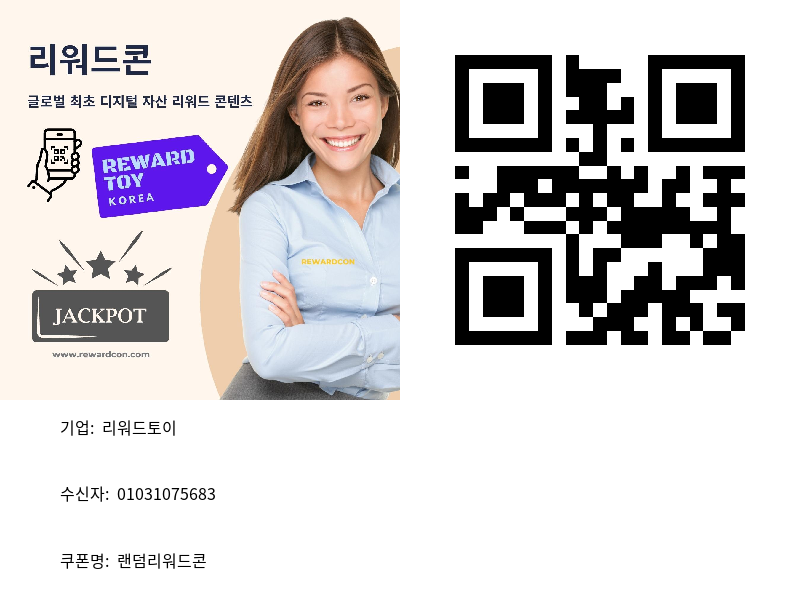 리워드콘
글로벌 최초 디지털 자산 리워드 콘텐츠
REWARD
TOY
KOREA
REWARDCON
JACKPOT
www.rewardcon.com
기업: 리워드토이
수신자: 01031075683
쿠폰명: 랜덤리워드콘